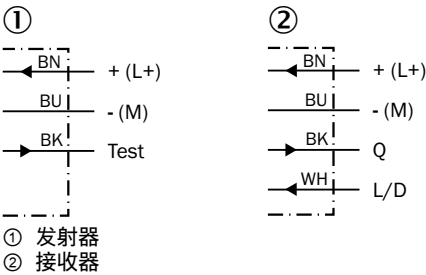 ① ②
BN + (L+) BN + (L+)
BU - (M) BU - (M)
BK Test BK Q
WH L/D
① 发射器
② 接收器